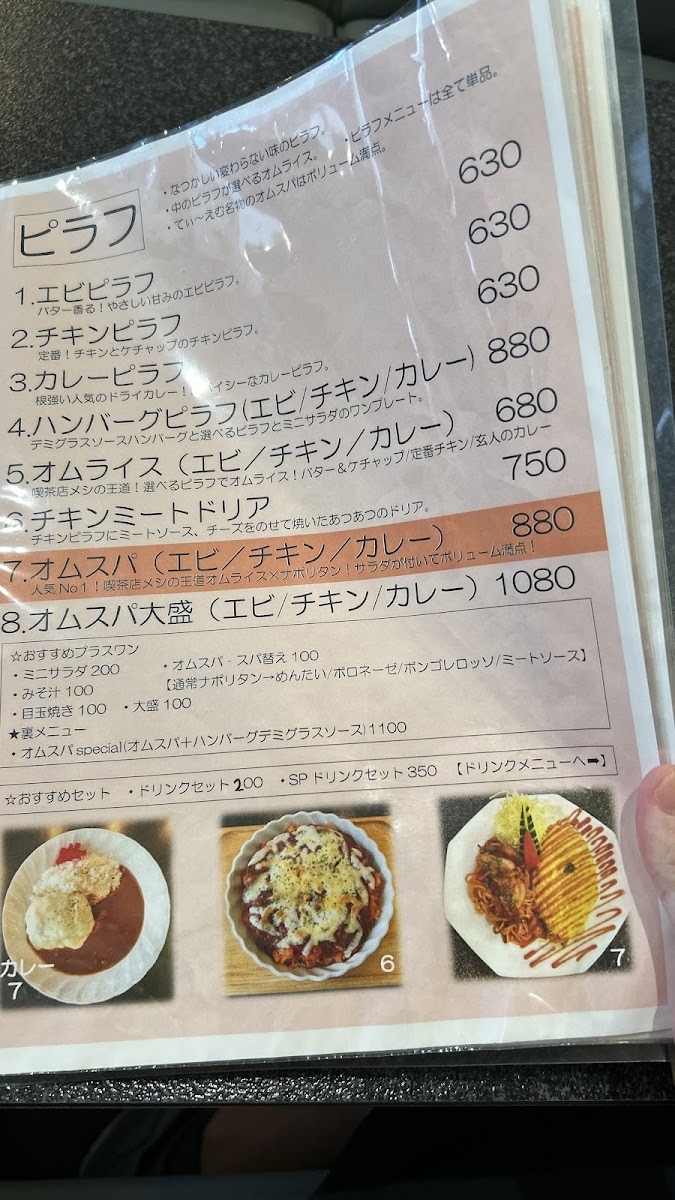 ピラフ
・なつかしい変わらない味のピラフ。
・中のピラフが選べるオムライス。
・てぃ〜えむ名物のオムスパはボリューム満点。
・ピラフメニューは全て単品。
1.エビピラフ 630
バター香る！やさしい甘みのエビピラフ。
2.チキンピラフ 630
定番！チキンとケチャップのチキンピラフ。
3.カレーピラフ 630
根強い人気のドライカレー！ パイシーなカレーピラフ。
4.ハンバーグピラフ(エビ/チキン/カレー) 880
デミグラスソースハンバーグと選べるピラフとミニサラダのワンプレート。
5.オムライス（エビ／チキン／カレー） 680
喫茶店メシの王道！選べるピラフでオムライス！バター＆ケチャップ/定番チキン/玄人のカレー
6.チキンミートドリア 750
チキンピラフにミートソース、チーズをのせて焼いたあつあつのドリア。
7.オムスパ（エビ／チキン／カレー） 880
人気No1！喫茶店メシの王道オムライス×ナポリタン！サラダが付いてボリューム満点！
8.オムスパ大盛（エビ/チキン/カレー）1080
☆おすすめプラスワン
・ミニサラダ 200
・みそ汁 100
・目玉焼き 100 ・大盛 100
・オムスパ‐スパ替え 100
【通常ナポリタン→めんたい/ボロネーゼ/ボンゴレロッソ/ミートソース】
★裏メニュー
・オムスパspecial(オムスパ＋ハンバーグデミグラスソース)1100
☆おすすめセット ・ドリンクセット 200 ・SPドリンクセット 350 【ドリンクメニューへ➡】
カレー
7
6
7